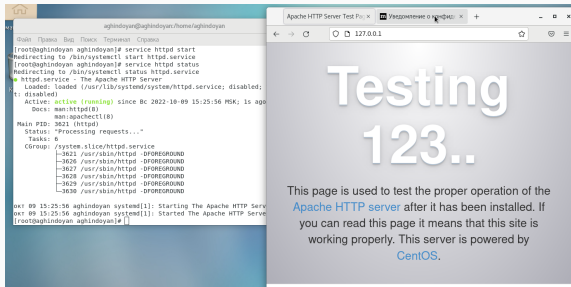 aghindoyan@aghindoyan:/home/aghindoyan
Файл Правка Вид Поиск Терминал Справка
[root@aghindoyan aghindoyan]# service httpd start
Redirecting to /bin/systemctl start httpd.service
[root@aghindoyan aghindoyan]# service httpd status
Redirecting to /bin/systemctl status httpd.service
● httpd.service - The Apache HTTP Server
Loaded: loaded (/usr/lib/systemd/system/httpd.service; disabled;
t: disabled)
Active: active (running) since Вс 2022-10-09 15:25:56 MSK; 1s ago
Docs: man:httpd(8)
man:apachectl(8)
Main PID: 3621 (httpd)
Status: "Processing requests..."
Tasks: 6
CGroup: /system.slice/httpd.service
├─3621 /usr/sbin/httpd -DFOREGROUND
├─3626 /usr/sbin/httpd -DFOREGROUND
├─3627 /usr/sbin/httpd -DFOREGROUND
├─3628 /usr/sbin/httpd -DFOREGROUND
├─3629 /usr/sbin/httpd -DFOREGROUND
└─3630 /usr/sbin/httpd -DFOREGROUND
окт 09 15:25:56 aghindoyan systemd[1]: Starting The Apache HTTP Serv
окт 09 15:25:56 aghindoyan systemd[1]: Started The Apache HTTP Serve
[root@aghindoyan aghindoyan]#
Apache HTTP Server Test Pag
Уведомление о конфид
127.0.0.1
Testing
123..
This page is used to test the proper operation of the
Apache HTTP server after it has been installed. If
you can read this page it means that this site is
working properly. This server is powered by
CentOS.